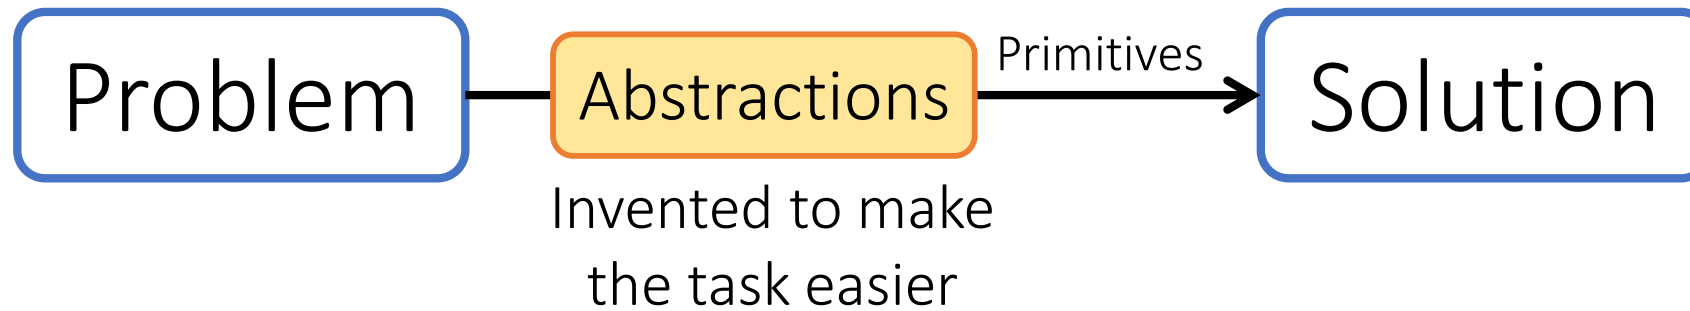 Problem
Abstractions
Primitives
Solution
Invented to make
the task easier